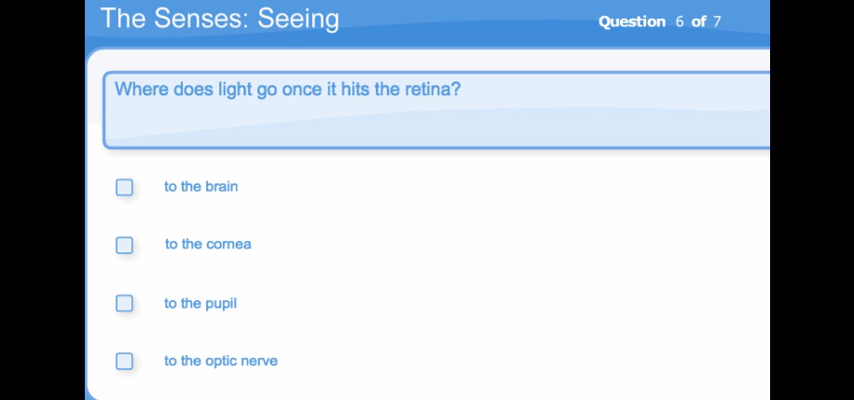 The Senses: Seeing
Question 6 of 7
Where does light go once it hits the retina?
to the brain
to the cornea
to the pupil
to the optic nerve